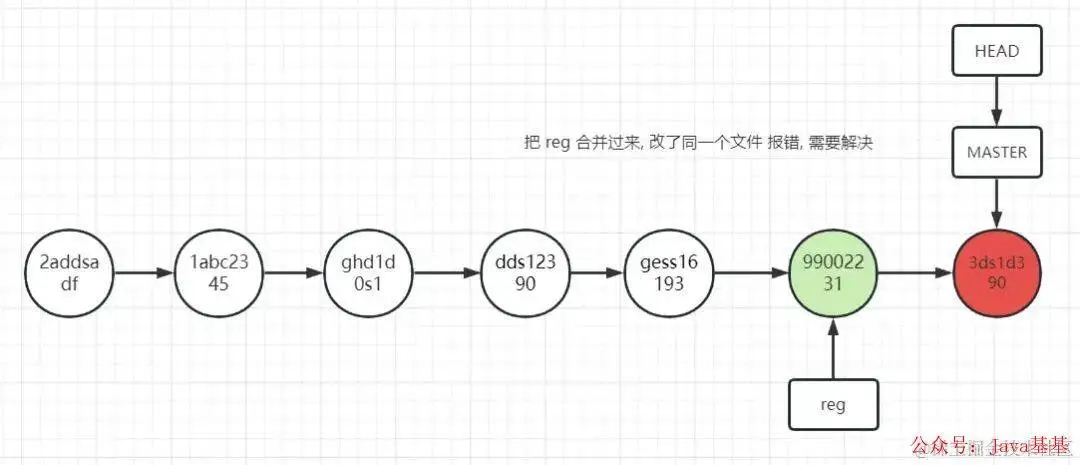 HEAD
把 reg 合并过来, 改了同一个文件 报错, 需要解决
MASTER
2addsa
df
1abc23
45
ghd1d
0s1
dds123
90
gess16
193
990022
31
3ds1d3
90
reg
公众号：Java基基